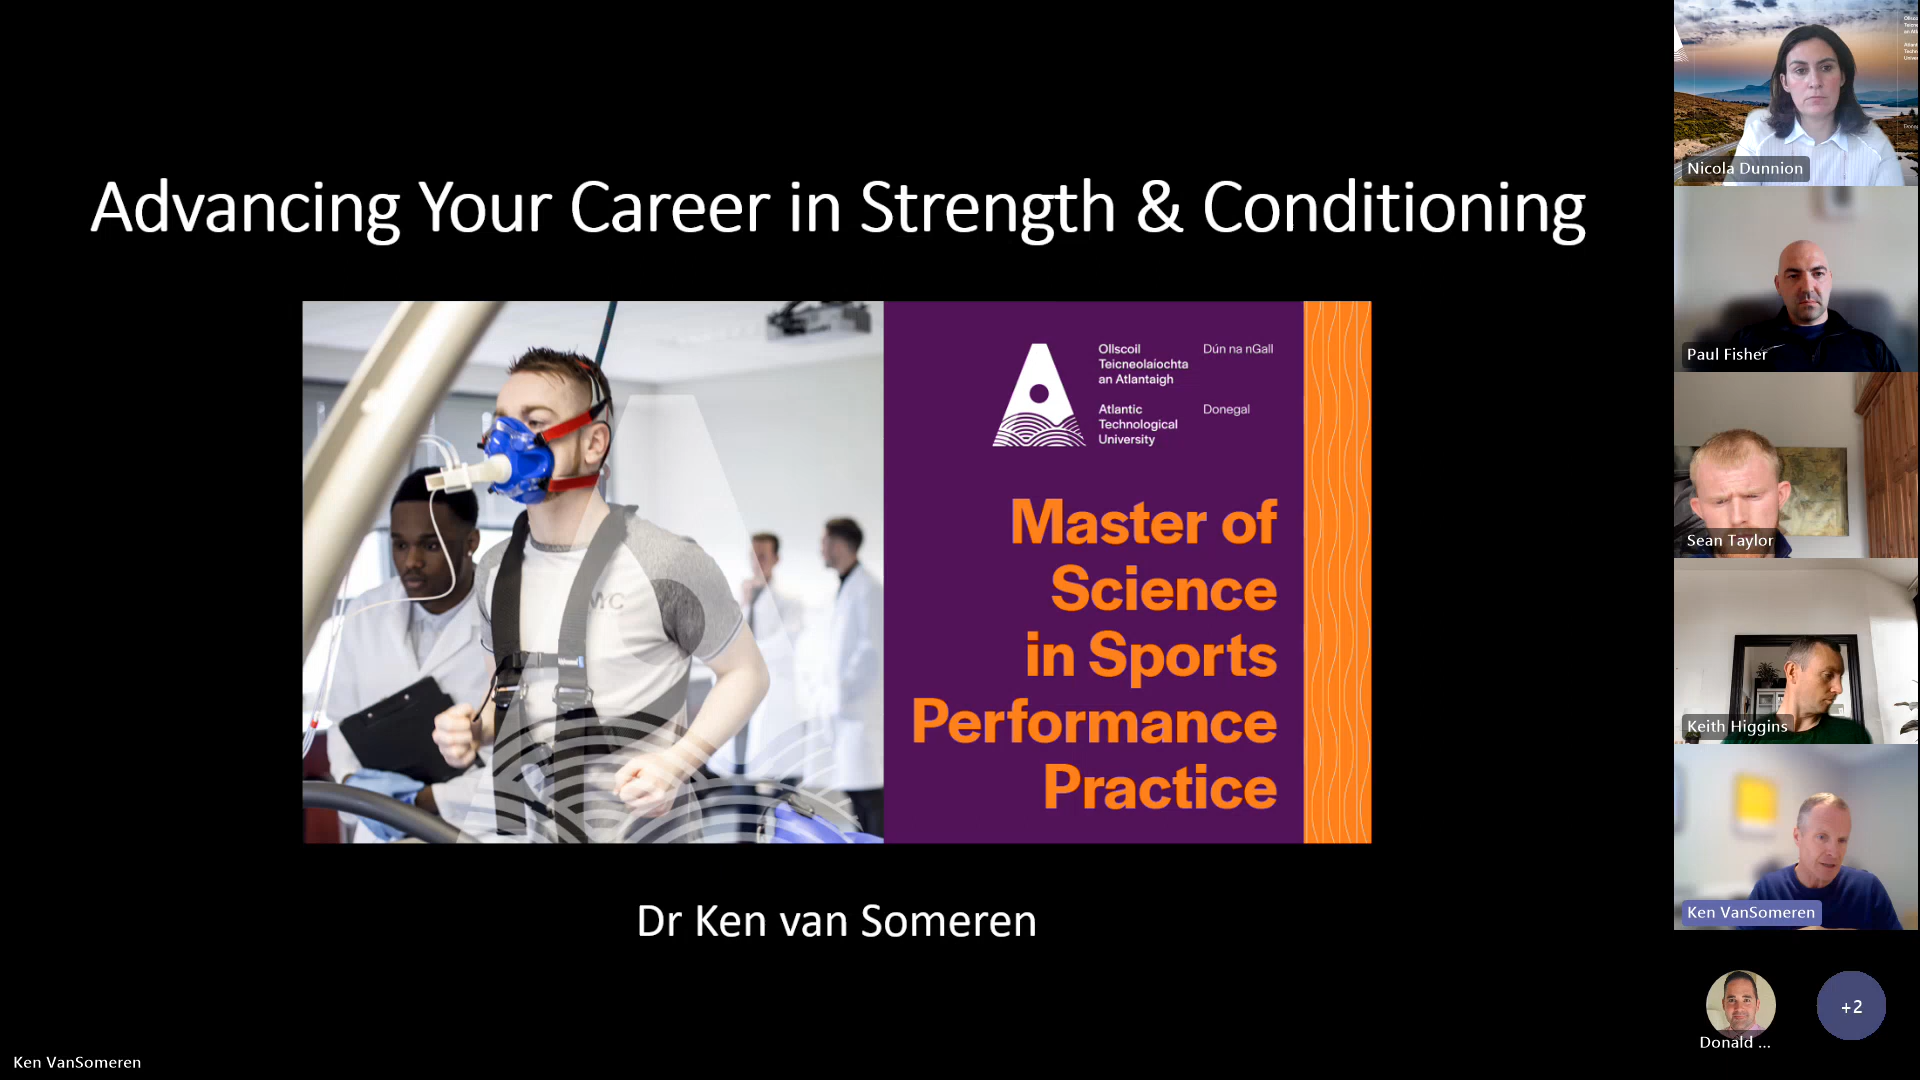 Advancing Your Career in Strength & Conditioning
Ollscoil
Teicneolaíochta
an Atlantaigh
Dún na nGall
Atlantic
Technological
University
Donegal
Master of
Science
in Sports
Performance
Practice
Dr Ken van Someren
Ken VanSomeren
Nicola Dunnion
Paul Fisher
Sean Taylor
Keith Higgins
Ken VanSomeren
Donald ...
+2